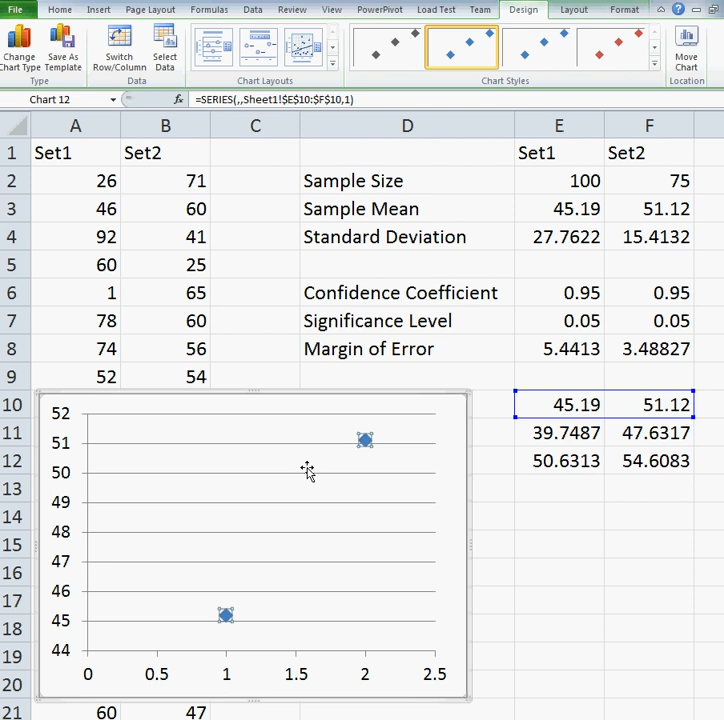 File Home Insert Page Layout Formulas Data Review View PowerPivot Load Test Team Design Layout Format
Change Chart Type Save As Template Switch Row/Column Select Data Move Chart
Type Data Chart Layouts Chart Styles Location
Chart 12 fx =SERIES(,,Sheet1!$E$10:$F$10,1)
A B C D E F
1 Set1 Set2 Set1 Set2
2 26 71 Sample Size 100 75
3 46 60 Sample Mean 45.19 51.12
4 92 41 Standard Deviation 27.7622 15.4132
5 60 25
6 1 65 Confidence Coefficient 0.95 0.95
7 78 60 Significance Level 0.05 0.05
8 74 56 Margin of Error 5.4413 3.48827
9 52 54
10 45.19 51.12
11 39.7487 47.6317
12 50.6313 54.6083
13
14
15
16
17
18
19
20
21 60 47
52
51
50
49
48
47
46
45
44
0 0.5 1 1.5 2 2.5